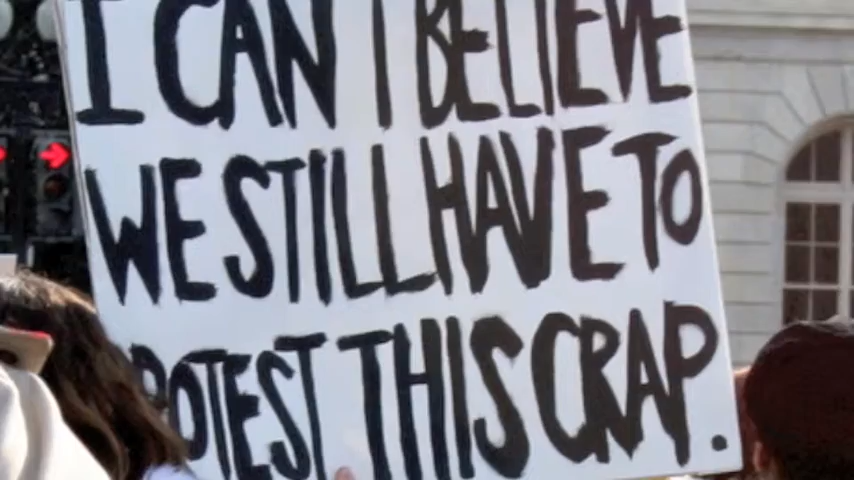 I CAN'T BELIEVE
WE STILL HAVE TO
PROTEST THIS CRAP.